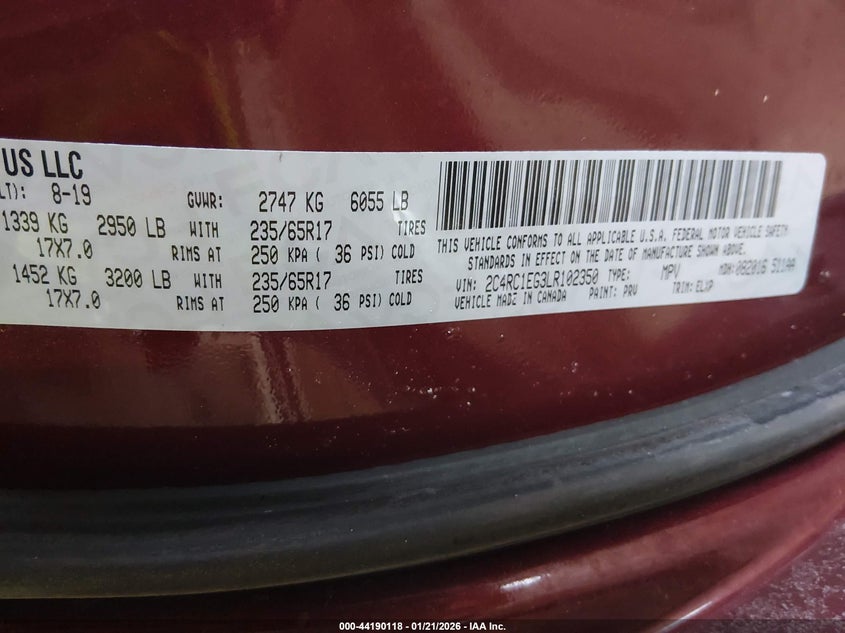 US LLC
LT): 8-19 GVWR: 2747 KG 6055 LB
1339 KG 2950 LB WITH 235/65R17 TIRES
17X7.0 RIMS AT 250 KPA ( 36 PSI) COLD
1452 KG 3200 LB WITH 235/65R17 TIRES
17X7.0 RIMS AT 250 KPA ( 36 PSI) COLD
THIS VEHICLE CONFORMS TO ALL APPLICABLE U.S.A. FEDERAL MOTOR VEHICLE SAFETY
STANDARDS IN EFFECT ON THE DATE OF MANUFACTURE SHOWN ABOVE.
VIN: 2C4RC1EG3LR102350 TYPE: MPV MDH: 082016 511AA
VEHICLE MADE IN CANADA PAINT: PRV TRIM:
000-44190118 | 01/21/2026 - IAA Inc.